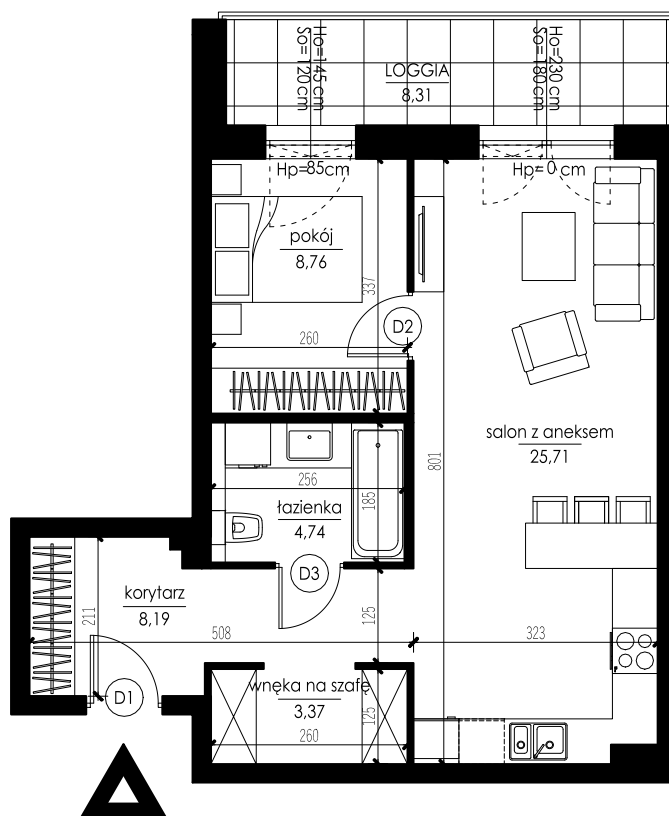 Ho=145 cm
So=120 cm
LOGGIA
8,31
Ho=230 cm
So=180 cm
Hp=85cm
Hp=0 cm
pokój
8,76
337
D2
260
salon z aneksem
25,71
801
256
185
łazienka
4,74
D3
korytarz
8,19
211
508
125
323
wnęka na szafę
3,37
125
260
D1